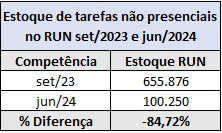 Estoque de tarefas não presenciais
no RUN set/2023 e jun/2024
Competência Estoque RUN
set/23 655.876
jun/24 100.250
% Diferença -84,72%